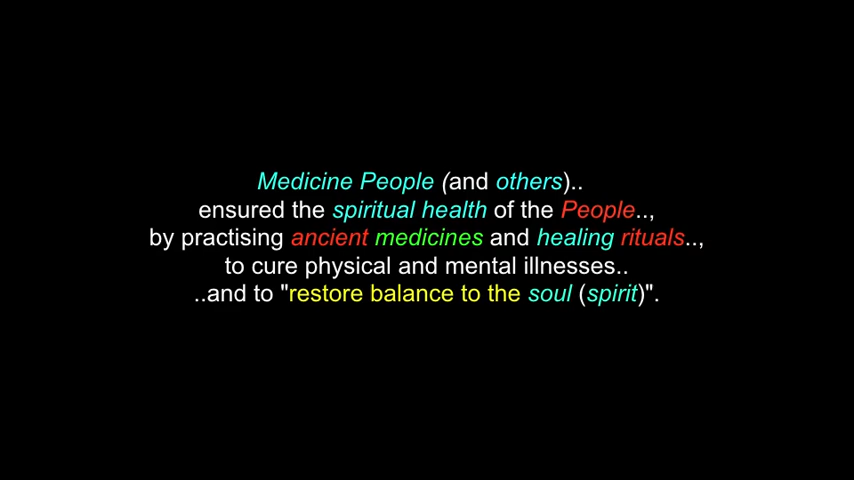 Medicine People (and others)..
ensured the spiritual health of the People..,
by practising ancient medicines and healing rituals..,
to cure physical and mental illnesses..
..and to "restore balance to the soul (spirit)".